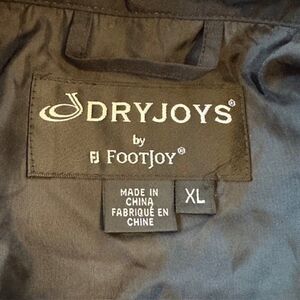 DRYJOYS®
by
FJ FOOTJOY®
MADE IN
CHINA
FABRIQUÉ EN
CHINE
XL